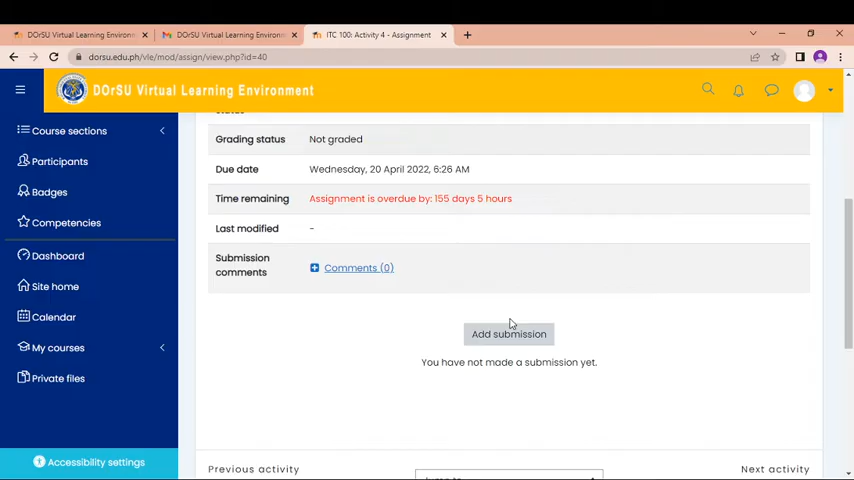 DOrSU Virtual Learning Environm
DOrSU Virtual Learning Environm
ITC 100: Activity 4 - Assignment
dorsu.edu.ph/vle/mod/assign/view.php?id=40
DOrSU Virtual Learning Environment
Course sections
Participants
Badges
Competencies
Dashboard
Site home
Calendar
My courses
Private files
Accessibility settings
Grading status Not graded
Due date Wednesday, 20 April 2022, 6:26 AM
Time remaining Assignment is overdue by: 155 days 5 hours
Last modified -
Submission
comments
Comments (0)
Add submission
You have not made a submission yet.
Previous activity
Next activity